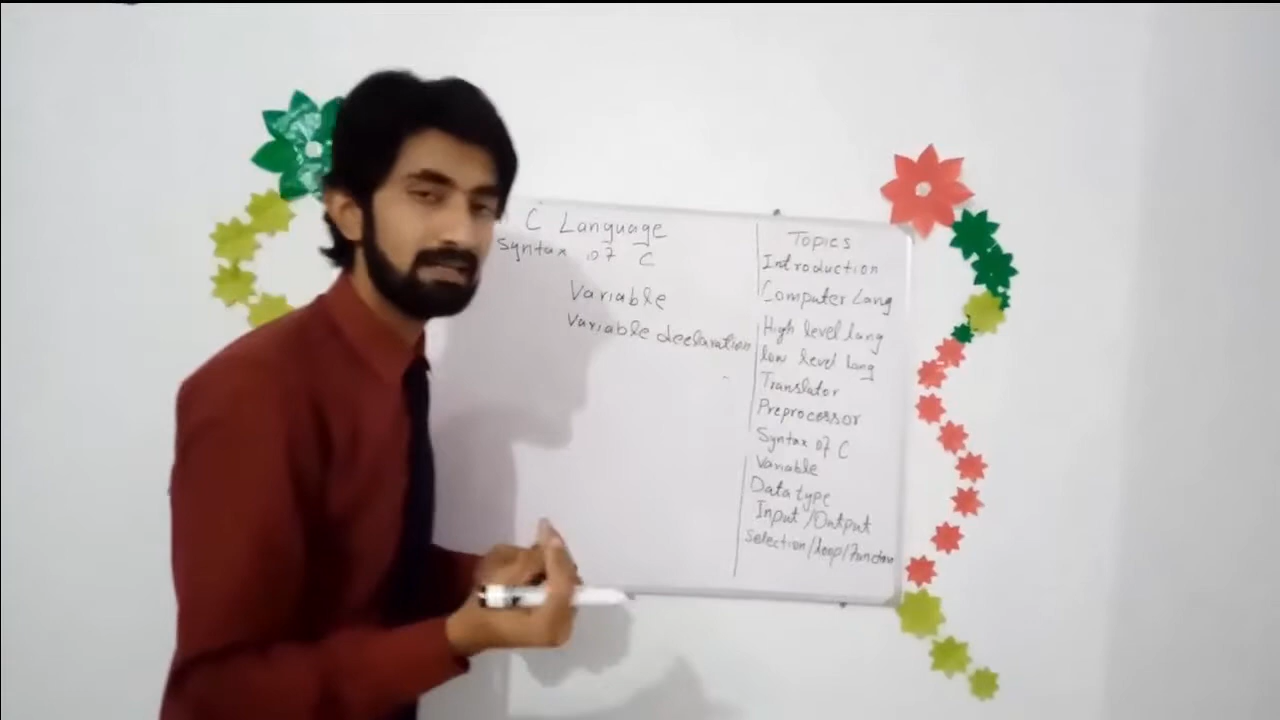 C Language
Syntax of C
Variable
Variable declaration
Topics
Introduction
Computer Lang
High level lang
low level lang
Translator
Preprocessor
Syntax of C
Variable
Data type
Input /Output
Selection/loop/Function